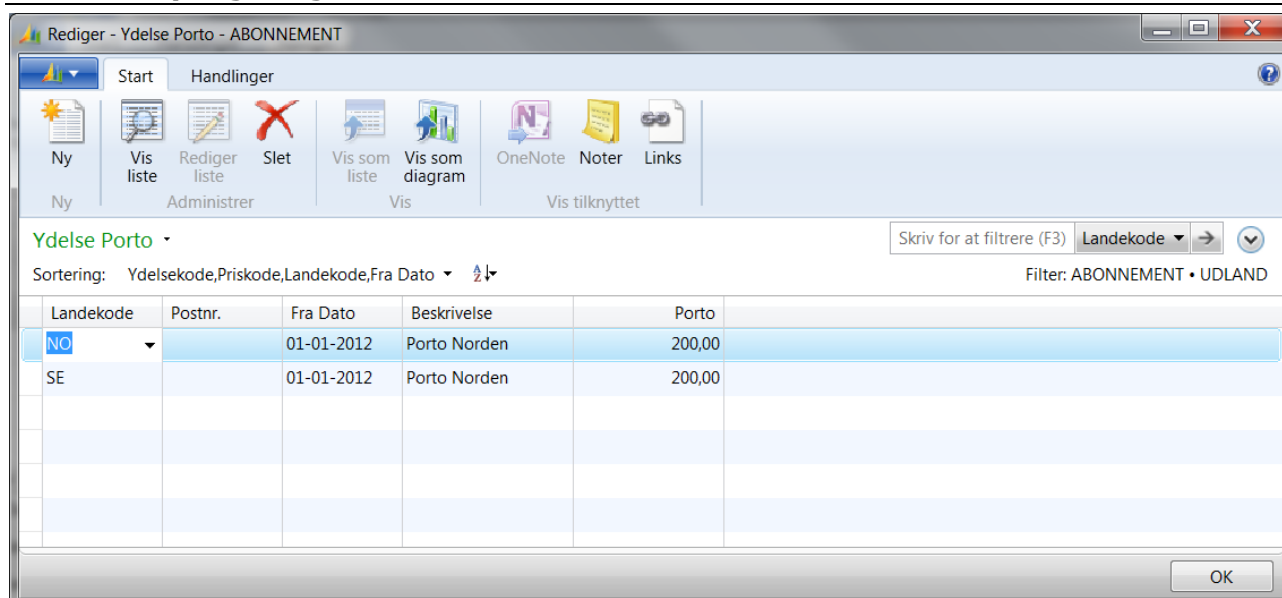 Rediger - Ydelse Porto - ABONNEMENT
Start Handlinger
Ny Vis liste Rediger liste Slet Vis som liste Vis som diagram OneNote Noter Links
Ny Administrer Vis Vis tilknyttet
Ydelse Porto Skriv for at filtrere (F3) Landekode
Sortering: Ydelsekode,Priskode,Landekode,Fra Dato Filter: ABONNEMENT • UDLAND
Landekode Postnr. Fra Dato Beskrivelse Porto
NO 01-01-2012 Porto Norden 200,00
SE 01-01-2012 Porto Norden 200,00
OK